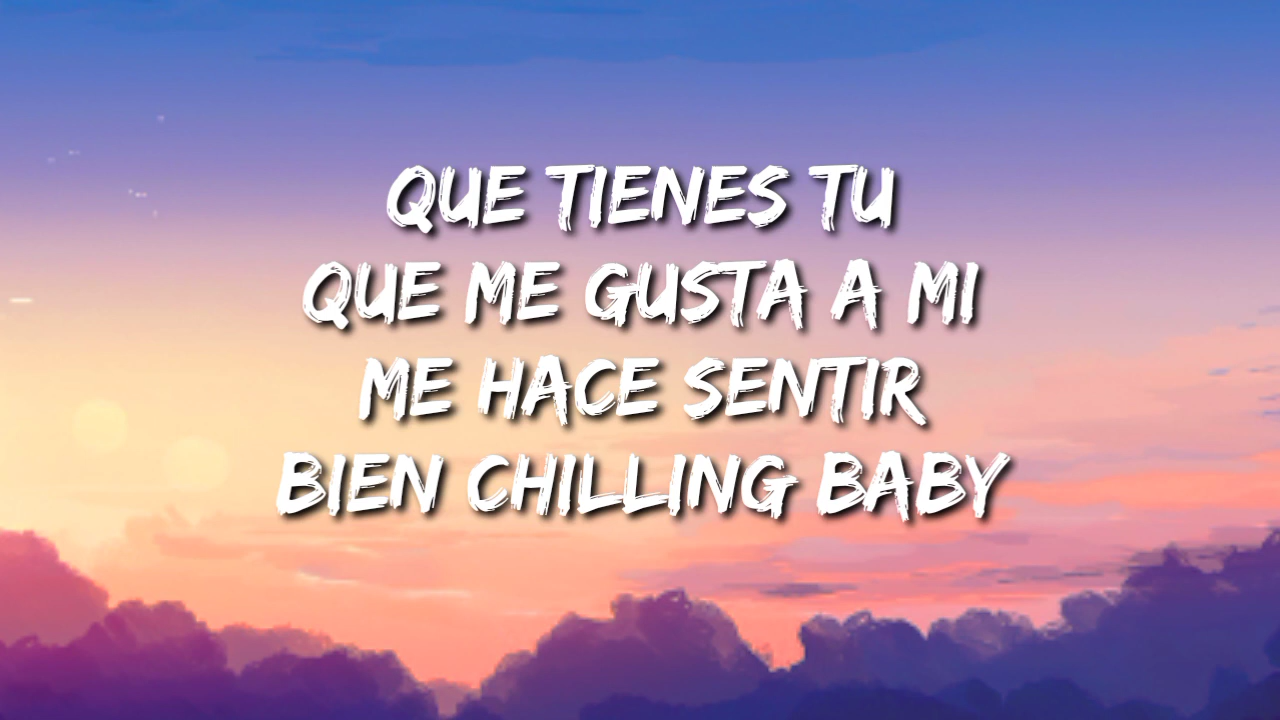 QUE TIENES TU
QUE ME GUSTA A MI
ME HACE SENTIR
BIEN CHILLING BABY